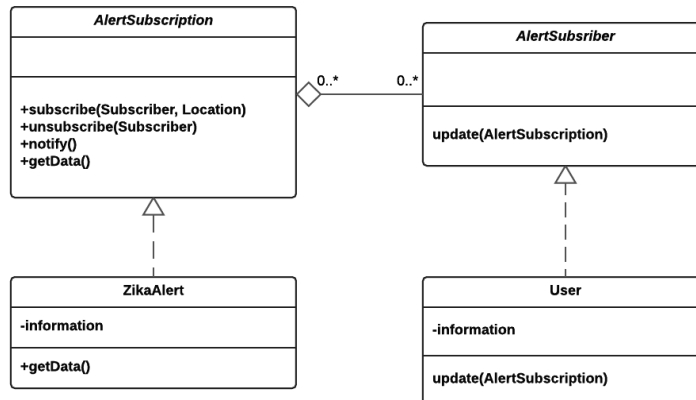 AlertSubscription
+subscribe(Subscriber, Location)
+unsubscribe(Subscriber)
+notify()
+getData()
0..*
0..*
AlertSubsriber
update(AlertSubscription)
ZikaAlert
-information
+getData()
User
-information
update(AlertSubscription)